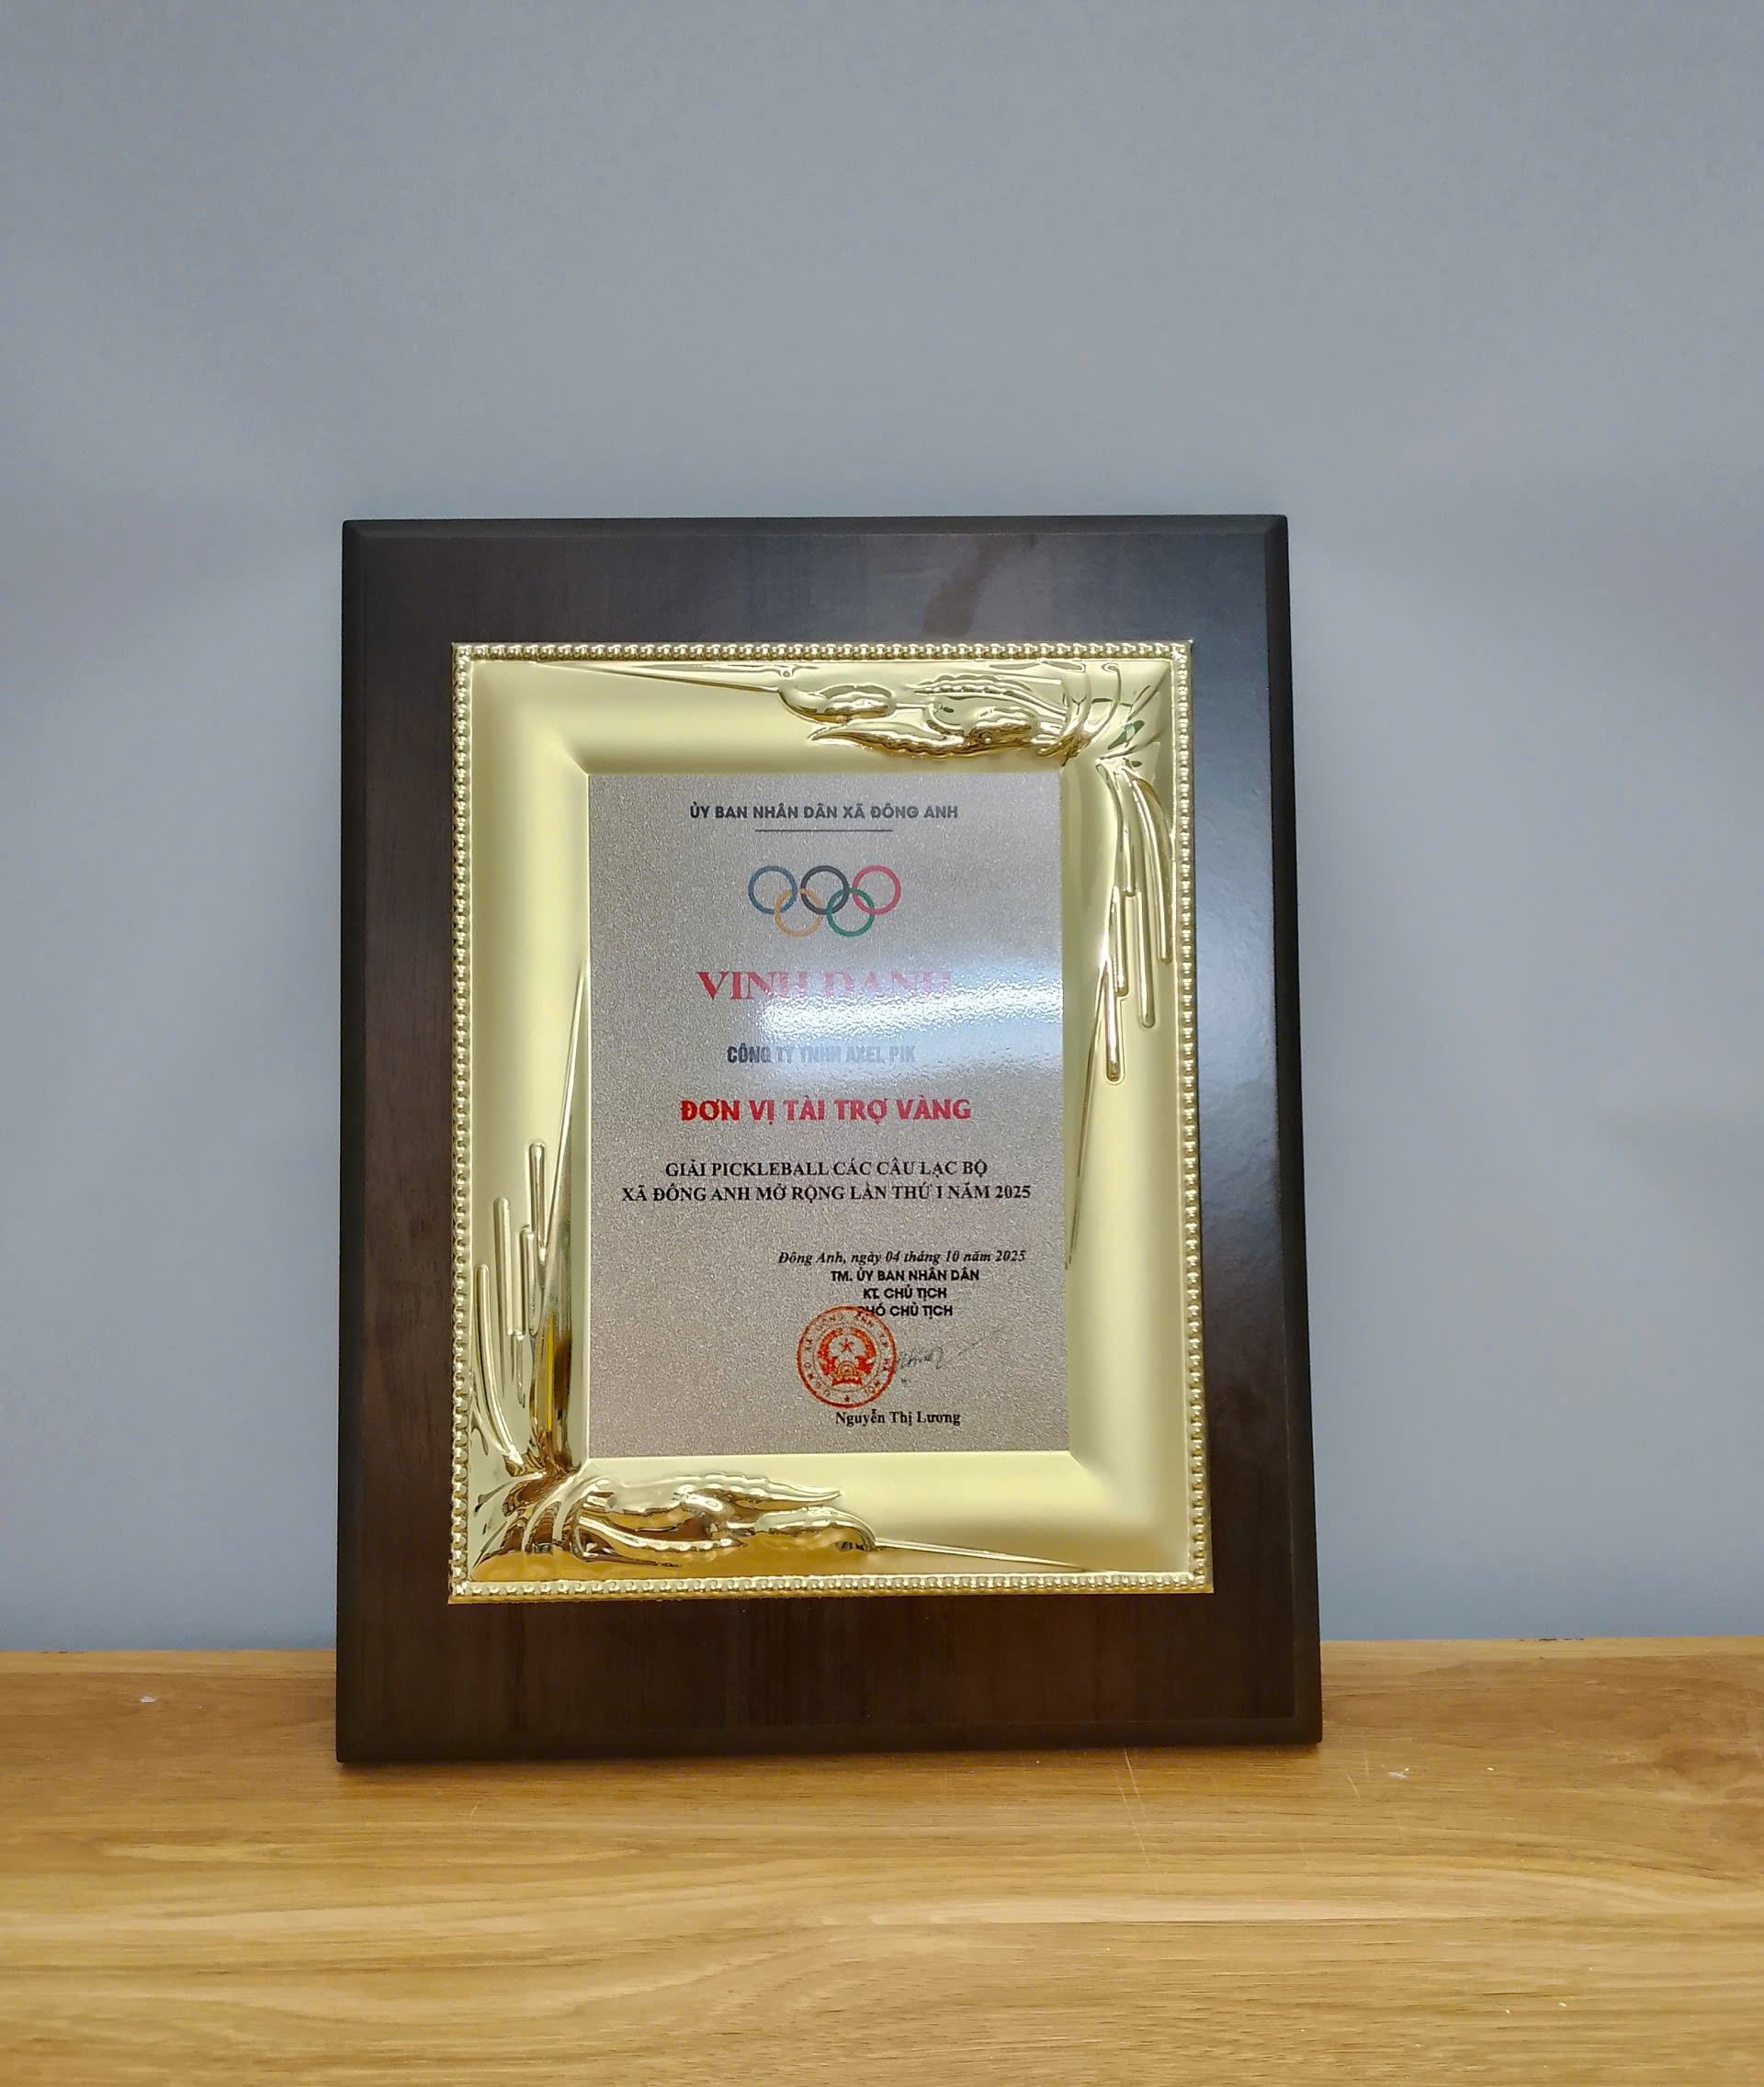 ỦY BAN NHÂN DÂN XÃ ĐÔNG ANH
VINH DANH
CÔNG TY TNHH AXEL PIK
ĐƠN VỊ TÀI TRỢ VÀNG
GIẢI PICKLEBALL CÁC CÂU LẠC BỘ
XÃ ĐÔNG ANH MỞ RỘNG LẦN THỨ I NĂM 2025
Đông Anh, ngày 04 tháng 10 năm 2025
TM. ỦY BAN NHÂN DÂN
KT. CHỦ TỊCH
PHÓ CHỦ TỊCH
Nguyễn Thị Lương